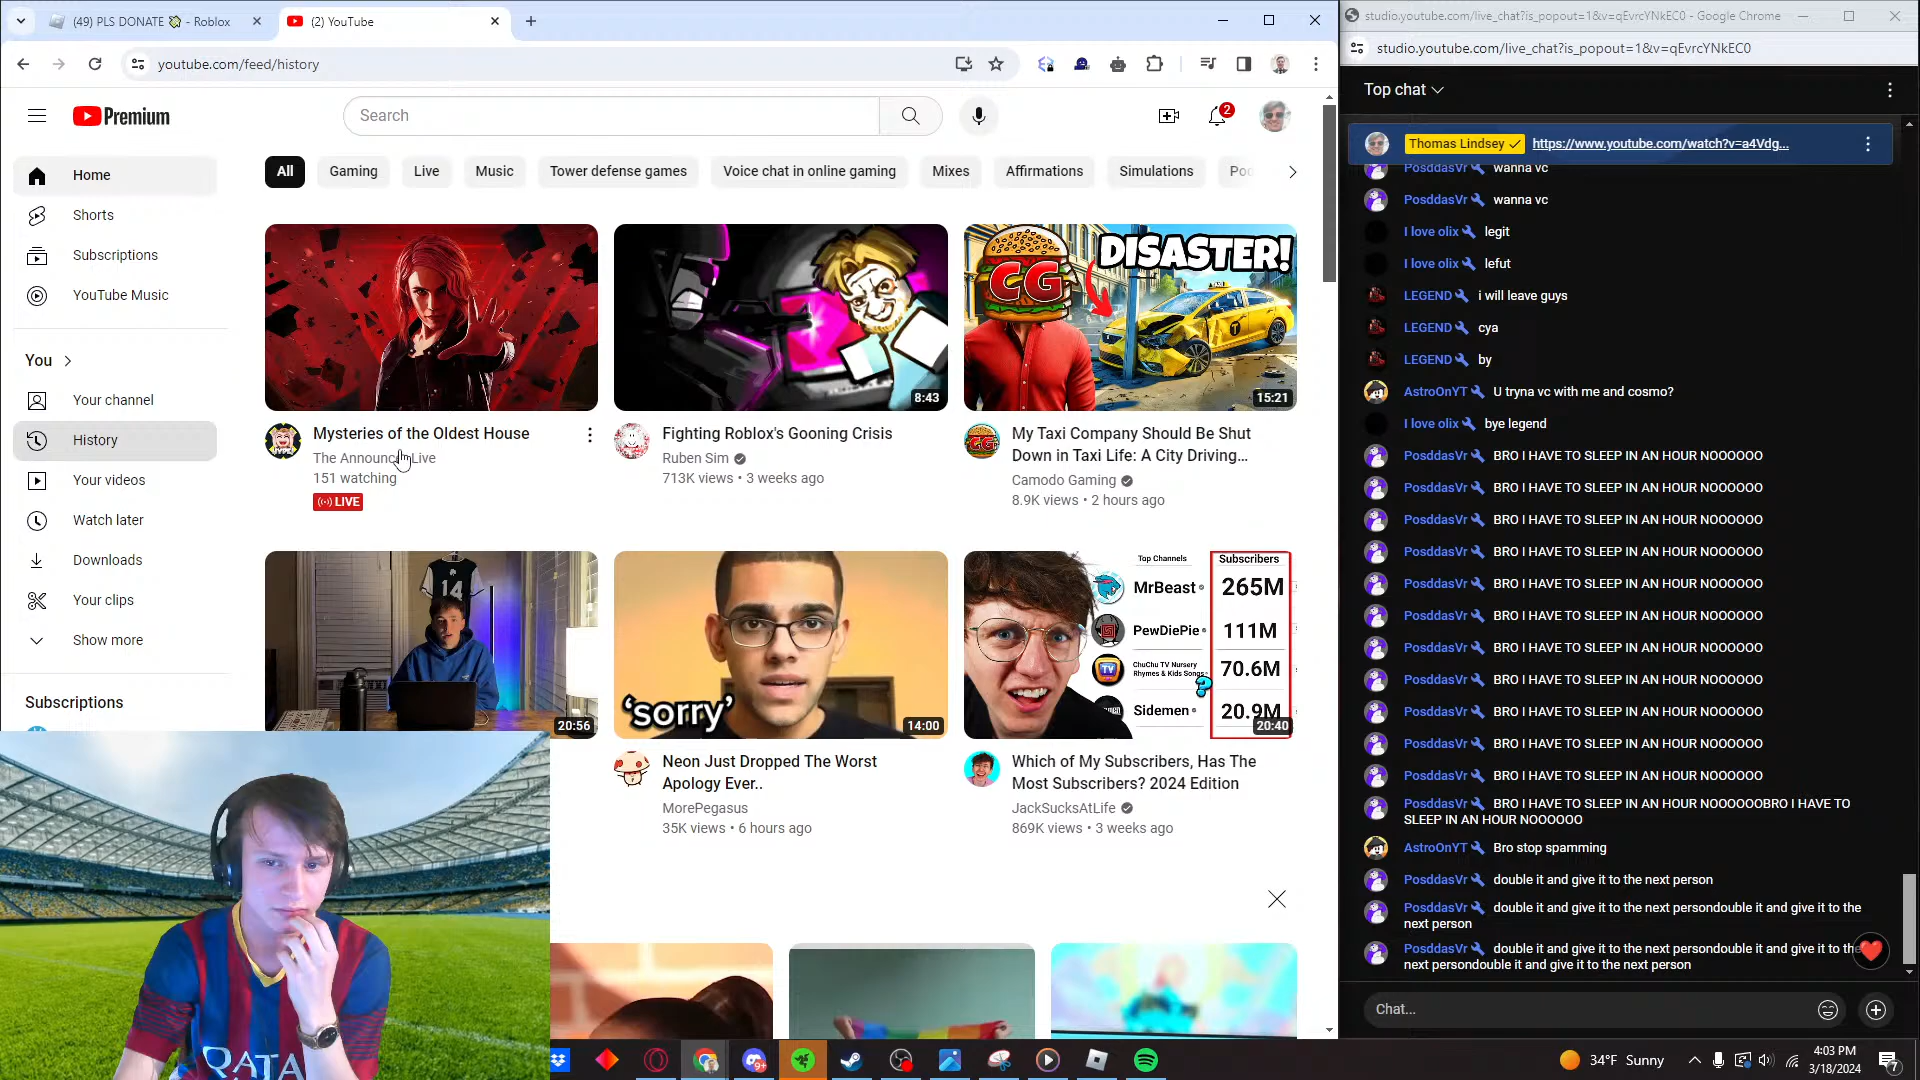 (49) PLS DONATE - Roblox
(2) YouTube
youtube.com/feed/history
Premium
Search
2
Home
Shorts
Subscriptions
YouTube Music
You
Your channel
History
Your videos
Watch later
Downloads
Your clips
Show more
Subscriptions
All
Gaming
Live
Music
Tower defense games
Voice chat in online gaming
Mixes
Affirmations
Simulations
Mysteries of the Oldest House
151 watching
LIVE
8:43
Fighting Roblox's Gooning Crisis
Ruben Sim
713K views • 3 weeks ago
CG
DISASTER!
15:21
CG
My Taxi Company Should Be Shut
Down in Taxi Life: A City Driving...
Camodo Gaming
8.9K views • 2 hours ago
14
20:56
'sorry'
14:00
Neon Just Dropped The Worst
Apology Ever..
MorePegasus
35K views • 6 hours ago
Top Channels Subscribers
MrBeast 265M
PewDiePie 111M
ChuChu TV Nursery
Rhymes & Kids Songs 70.6M
Sidemen 20.9M
20:40
Which of My Subscribers, Has The
Most Subscribers? 2024 Edition
JackSucksAtLife
869K views • 3 weeks ago
QATAR
studio.youtube.com/live_chat?is_popout=1&v=qEvrcYNkEC0 - Google Chrome
studio.youtube.com/live_chat?is_popout=1&v=qEvrcYNkEC0
Top chat
Thomas Lindsey https://www.youtube.com/watch?v=a4Vdg...
PosddasVr wanna vc
PosddasVr wanna vc
I love olix legit
I love olix lefut
LEGEND i will leave guys
LEGEND cya
LEGEND by
AstroOnYT U tryna vc with me and cosmo?
I love olix bye legend
PosddasVr BRO I HAVE TO SLEEP IN AN HOUR NOOOOOO
PosddasVr BRO I HAVE TO SLEEP IN AN HOUR NOOOOOO
PosddasVr BRO I HAVE TO SLEEP IN AN HOUR NOOOOOO
PosddasVr BRO I HAVE TO SLEEP IN AN HOUR NOOOOOO
PosddasVr BRO I HAVE TO SLEEP IN AN HOUR NOOOOOO
PosddasVr BRO I HAVE TO SLEEP IN AN HOUR NOOOOOO
PosddasVr BRO I HAVE TO SLEEP IN AN HOUR NOOOOOO
PosddasVr BRO I HAVE TO SLEEP IN AN HOUR NOOOOOO
PosddasVr BRO I HAVE TO SLEEP IN AN HOUR NOOOOOO
PosddasVr BRO I HAVE TO SLEEP IN AN HOUR NOOOOOO
PosddasVr BRO I HAVE TO SLEEP IN AN HOUR NOOOOOO
PosddasVr BRO I HAVE TO SLEEP IN AN HOUR NOOOOOOBRO I HAVE TO
SLEEP IN AN HOUR NOOOOOO
AstroOnYT Bro stop spamming
PosddasVr double it and give it to the next person
PosddasVr double it and give it to the next persondouble it and give it to the
next person
PosddasVr double it and give it to the next persondouble it and give it to the
next persondouble it and give it to the next person
Chat...
34°F Sunny
4:03 PM
3/18/2024
7